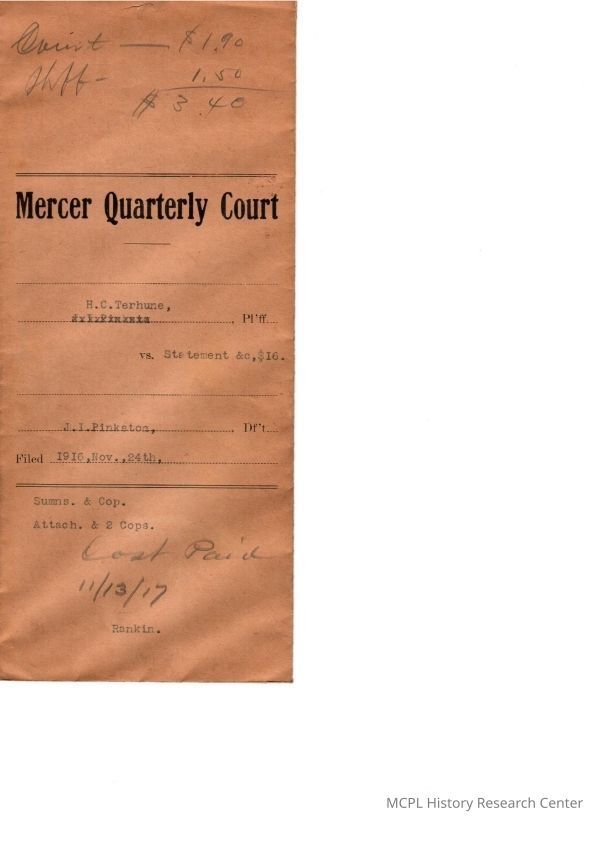 Court — $1.90
Shff - 1.50
$3.40
Mercer Quarterly Court
H.C.Terhune,
Pl'ff.
vs. Statement &c,$16.
J.I.Pinkston, Df't.
Filed 1916,Nov.,24th,
Sumns. & Cop.
Attach. & 2 Cops.
Cost Paid
11/13/17
Rankin.
MCPL History Research Center